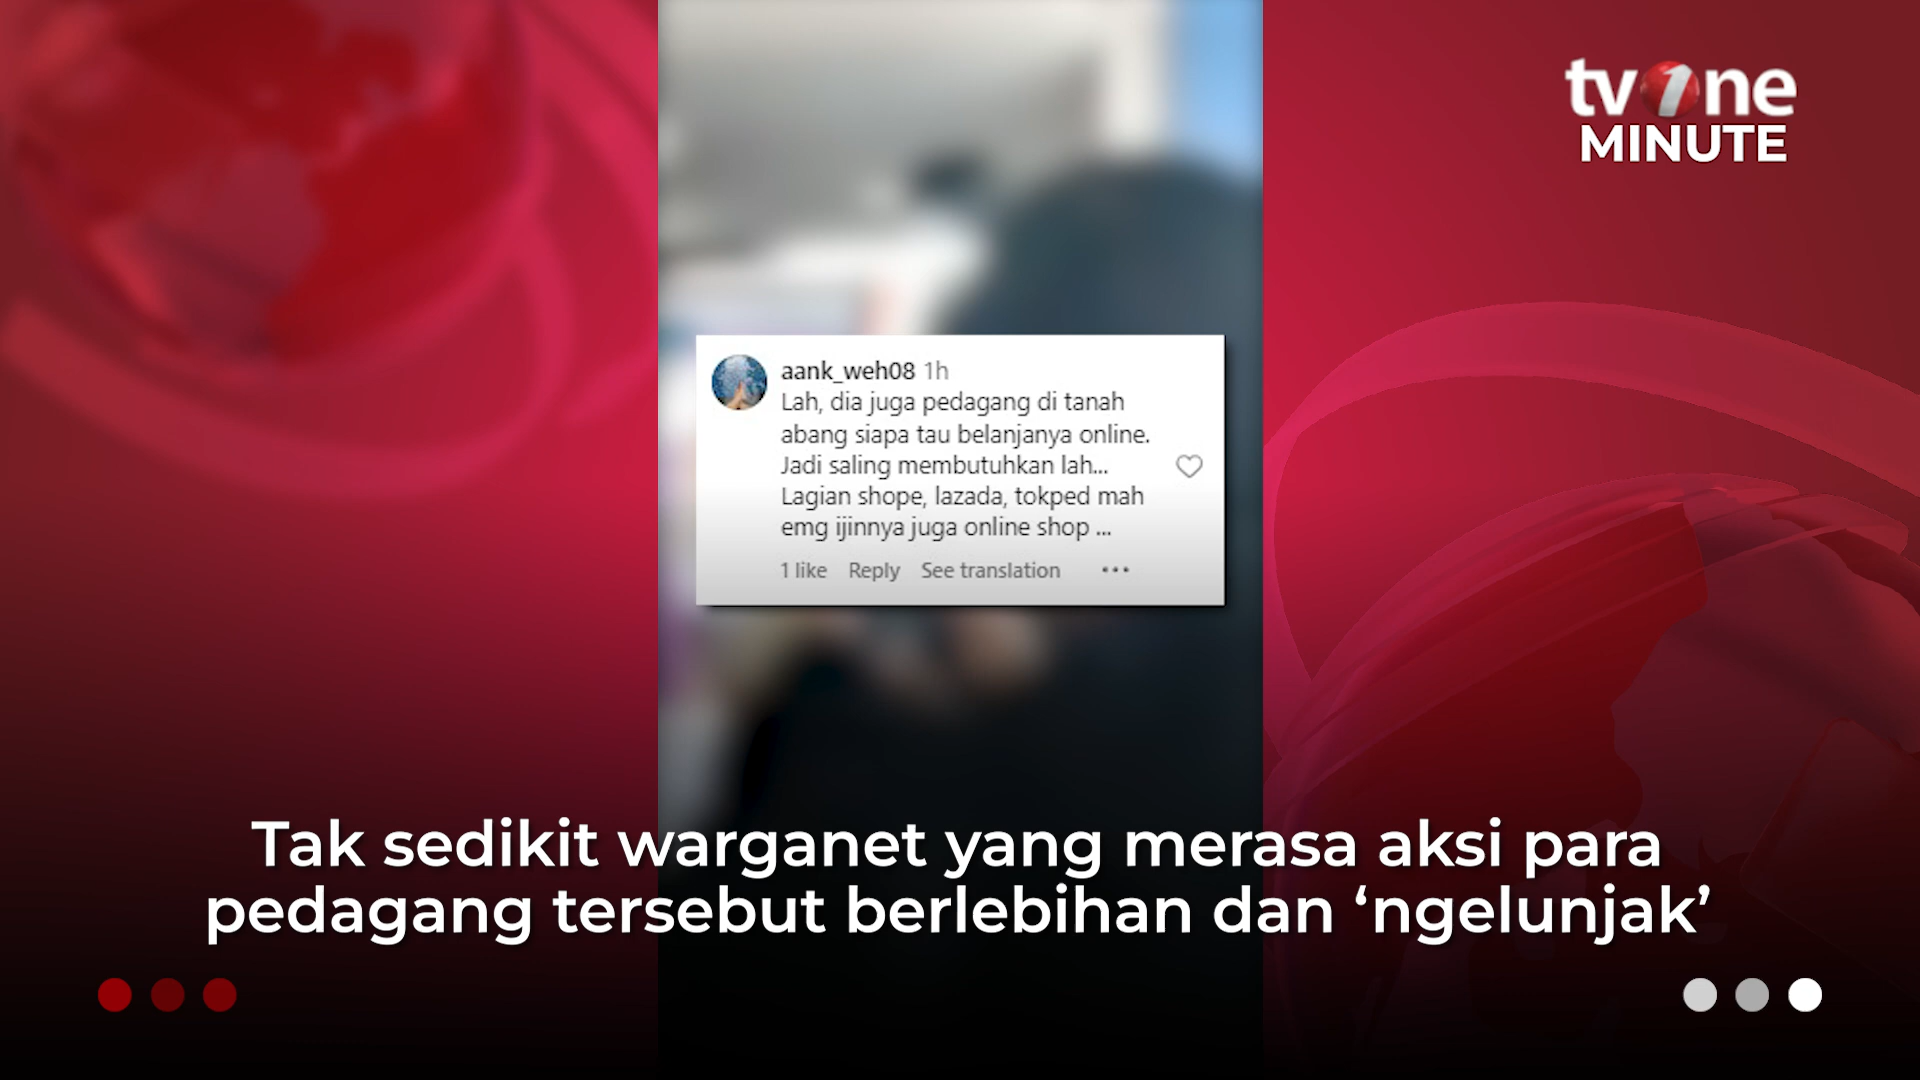 tv1ne
MINUTE
aank_weh08 1h
Lah, dia juga pedagang di tanah
abang siapa tau belanjanya online.
Jadi saling membutuhkan lah...
Lagian shope, lazada, tokped mah
emg ijinnya juga online shop ...
1 like Reply See translation ...
Tak sedikit warganet yang merasa aksi para
pedagang tersebut berlebihan dan ‘ngelunjak’